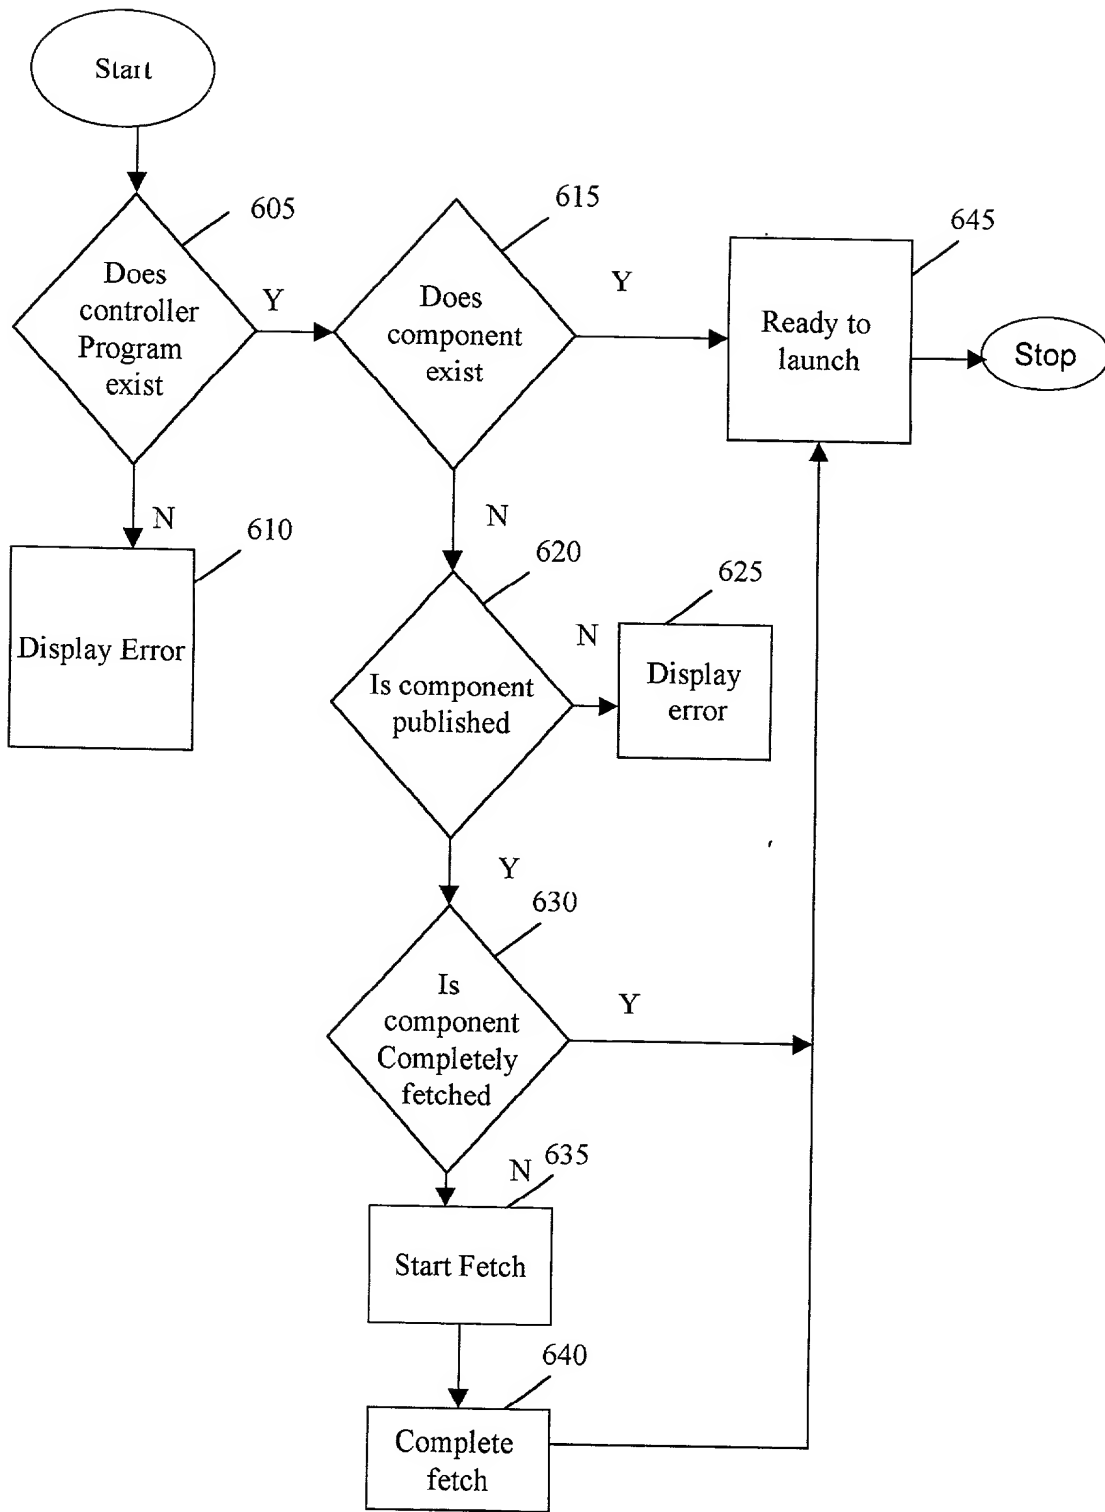 Start
605
615
645
Does
controller
Program
exist
Y
Does
component
exist
Y
Ready to
launch
Stop
N
610
Display Error
N
620
625
Is component
published
N
Display
error
Y
630
Is
component
Completely
fetched
Y
N
635
Start Fetch
640
Complete
fetch